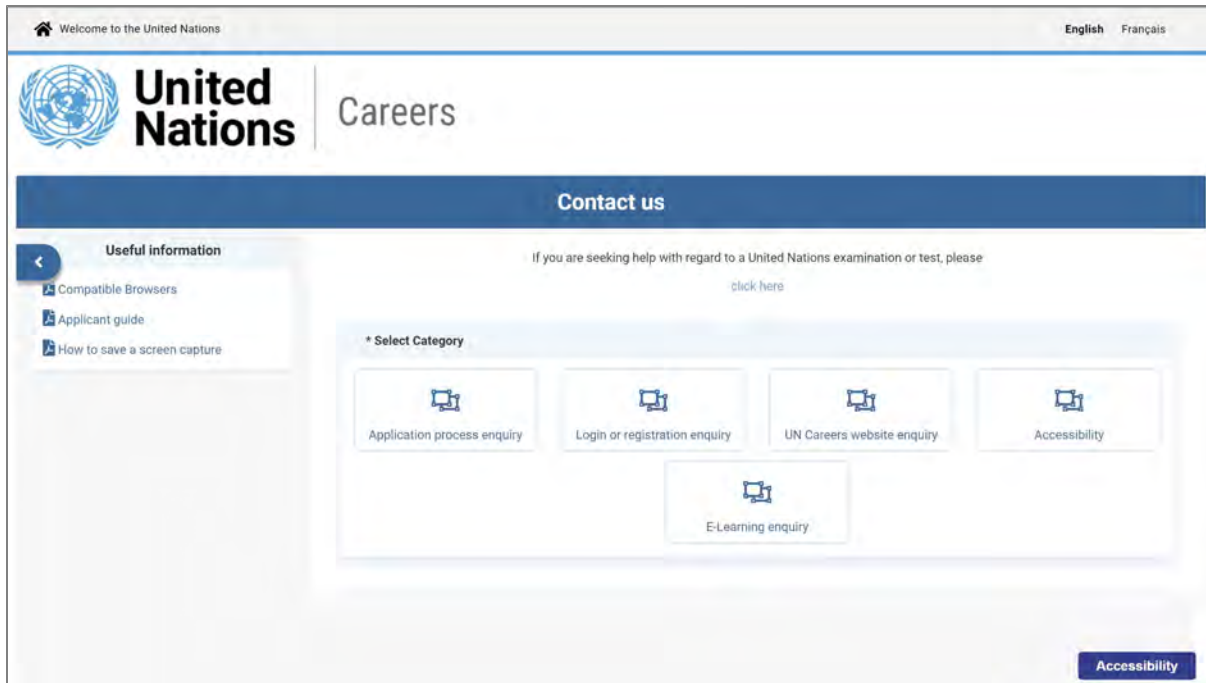 Welcome to the United Nations
English Français
United
Nations
Careers
Contact us
Useful information
Compatible Browsers
Applicant guide
How to save a screen capture
If you are seeking help with regard to a United Nations examination or test, please
click here
* Select Category
Application process enquiry
Login or registration enquiry
UN Careers website enquiry
Accessibility
E-Learning enquiry
Accessibility